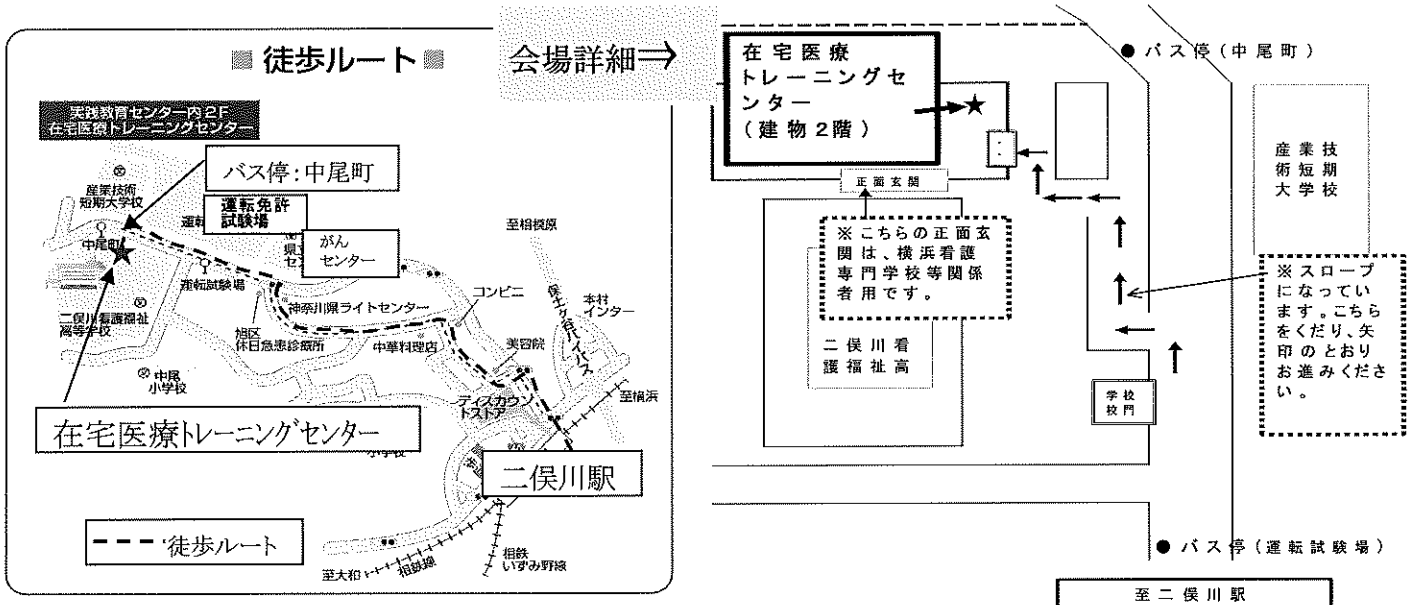 ■ 徒歩ルート ■
会場詳細⇒
実践教育センター内2F
在宅医療トレーニングセンター
バス停:中尾町
産業技術
短期大学校
運転免許
試験場
がん
センター
中尾町
運転試験場
至相模原
神奈川県ライトセンター
コンビニ
保土ヶ谷バイパス
本村
インター
二俣川看護福祉
高等学校
旭区
休日急患診療所
中華料理店
美容院
中尾
小学校
ディスカウン
トストア
至横浜
在宅医療トレーニングセンター
小学校
二俣川駅
徒歩ルート
至大和
相鉄線
相鉄
いずみ野線
在宅医療
トレーニングセ
ンター
(建物2階)
●バス停(中尾町)
産業技
術短期
大学校
正面玄関
※こちらの正面玄
関は、横浜看護
専門学校等関係
者用です。
二俣川看
護福祉高
※スロープ
になってい
ます。こちら
をくだり、矢
印のとおり
お進みくださ
い。
学校
校門
●バス停(運転試験場)
至二俣川駅